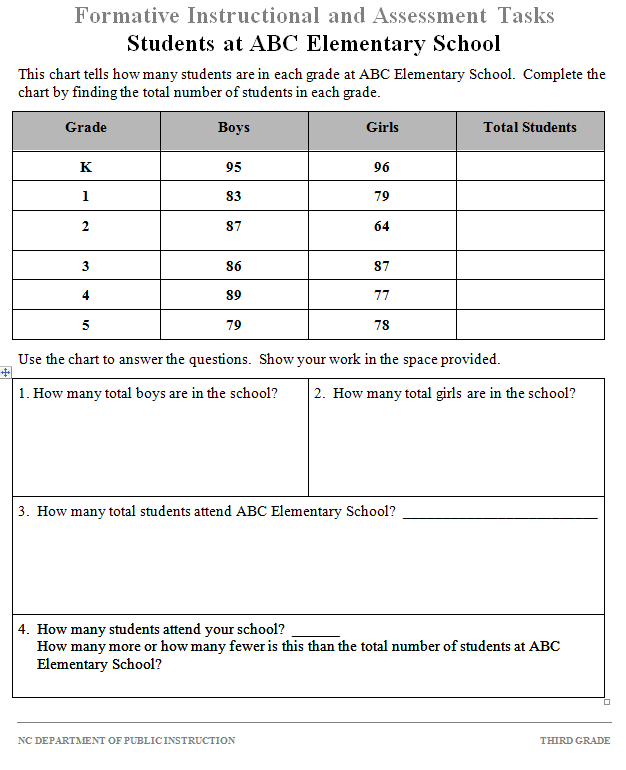 Formative Instructional and Assessment Tasks
Students at ABC Elementary School
This chart tells how many students are in each grade at ABC Elementary School.  Complete the
chart by finding the total number of students in each grade.
Grade Boys Girls Total Students
K 95 96
1 83 79
2 87 64
3 86 87
4 89 77
5 79 78
Use the chart to answer the questions.  Show your work in the space provided.
1. How many total boys are in the school?
2.  How many total girls are in the school?
3.  How many total students attend ABC Elementary School? __________________________
4.  How many students attend your school? ______
How many more or how many fewer is this than the total number of students at ABC
Elementary School?
NC DEPARTMENT OF PUBLIC INSTRUCTION THIRD GRADE